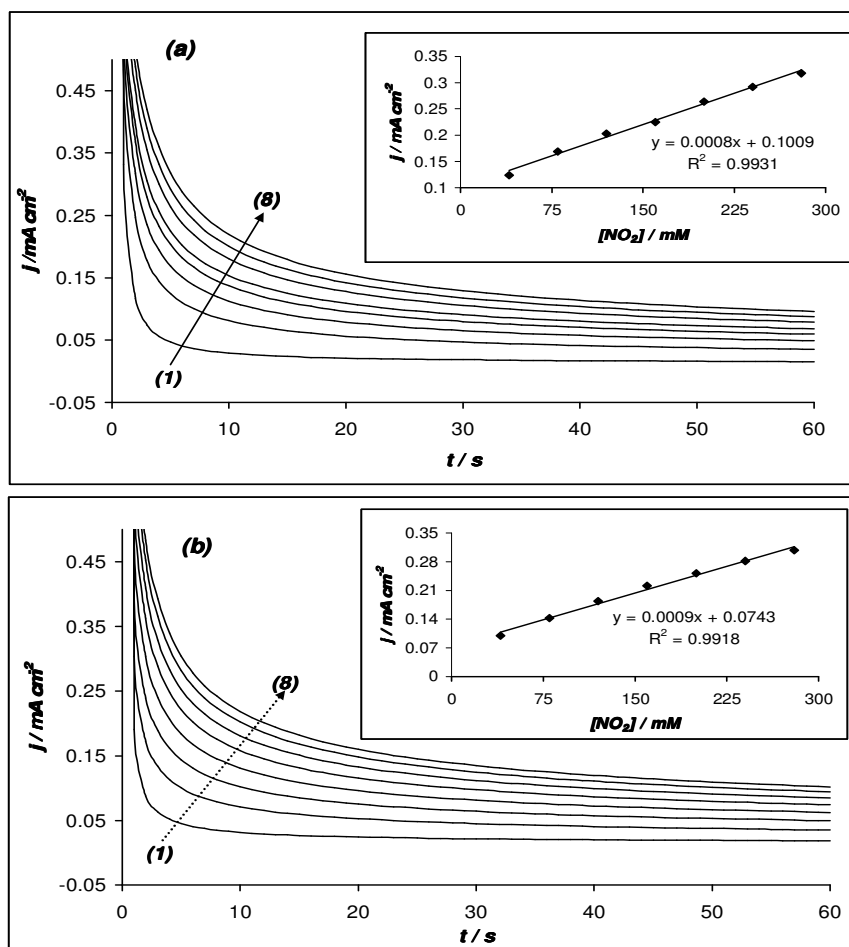 (a)
j /mA cm-2
0.45
0.35
0.25
0.15
0.05
-0.05
(8)
(1)
0 10 20 30 40 50 60
t / s
j / mA cm-2
0.35
0.3
0.25
0.2
0.15
0.1
y = 0.0008x + 0.1009
R2 = 0.9931
0 75 150 225 300
[NO2] / mM
(b)
j / mA cm-2
0.45
0.35
0.25
0.15
0.05
-0.05
(8)
(1)
0 10 20 30 40 50 60
t / s
j / mA cm-2
0.35
0.28
0.21
0.14
0.07
0
y = 0.0009x + 0.0743
R2 = 0.9918
0 75 150 225 300
[NO2] / mM